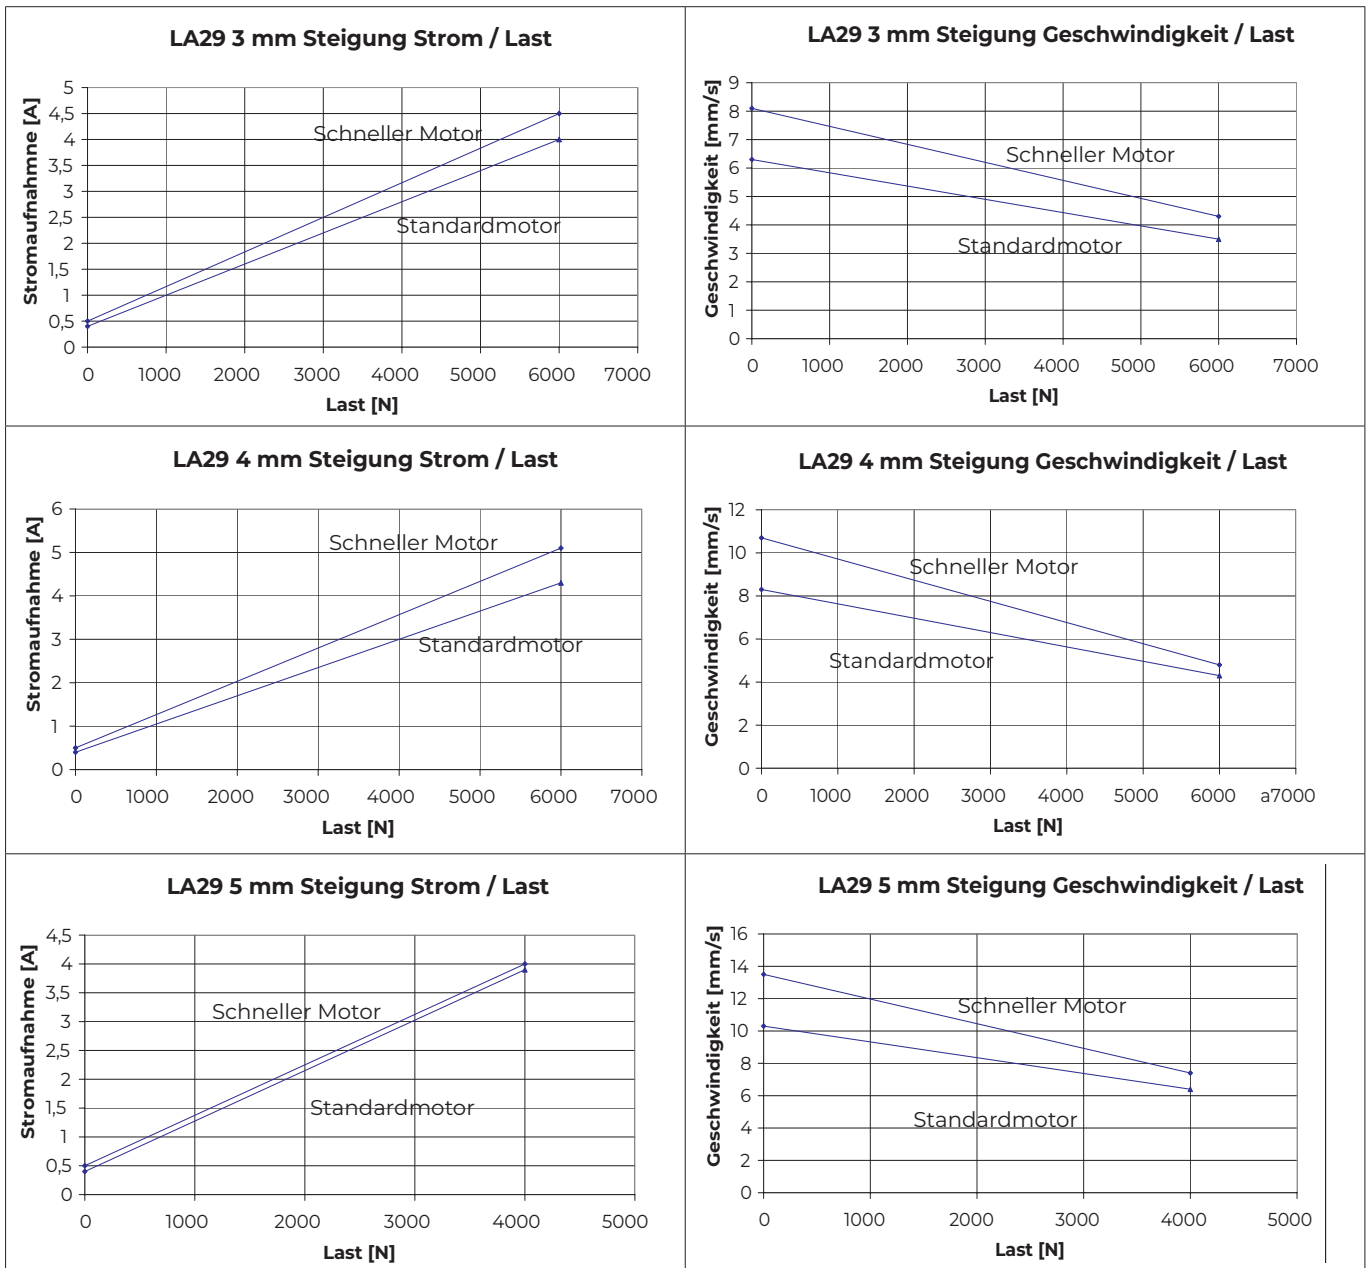 LA29 3 mm Steigung Strom / Last
Stromaufnahmne [A]
5
4,5
4
3,5
3
2,5
2
1,5
1
0,5
0
Schneller Motor
Standardmotor
0 1000 2000 3000 4000 5000 6000 7000
Last [N]
LA29 3 mm Steigung Geschwindigkeit / Last
Geschwindigkeit [mm/s]
9
8
7
6
5
4
3
2
1
0
Schneller Motor
Standardmotor
0 1000 2000 3000 4000 5000 6000 7000
Last [N]
LA29 4 mm Steigung Strom / Last
Stromaufnahme [A]
6
5
4
3
2
1
0
Schneller Motor
Standardmotor
0 1000 2000 3000 4000 5000 6000 7000
Last [N]
LA29 4 mm Steigung Geschwindigkeit / Last
Geschwindigkeit [mm/s]
12
10
8
6
4
2
0
Schneller Motor
Standardmotor
0 1000 2000 3000 4000 5000 6000 a7000
Last [N]
LA29 5 mm Steigung Strom / Last
Stromaufnahme [A]
4,5
4
3,5
3
2,5
2
1,5
1
0,5
0
Schneller Motor
Standardmotor
0 1000 2000 3000 4000 5000
Last [N]
LA29 5 mm Steigung Geschwindigkeit / Last
Geschwindigkeit [mm/s]
16
14
12
10
8
6
4
2
0
Schneller Motor
Standardmotor
0 1000 2000 3000 4000 5000
Last [N]